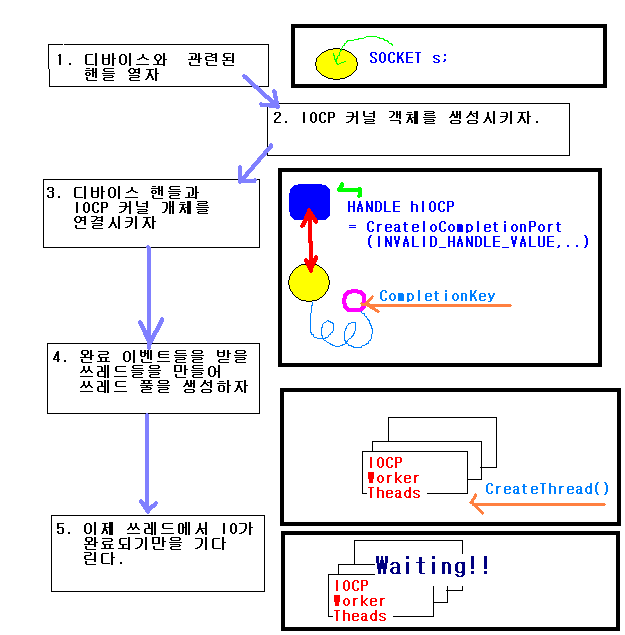 1. 디바이스와 관련된
핸들 열자
SOCKET s;
2. IOCP 커널 객체를 생성시키자.
3. 디바이스 핸들과
IOCP 커널 개체를
연결시키자
HANDLE hIOCP
= CreateIoCompletionPort
(INVALID_HANDLE_VALUE,..)
CompletionKey
4. 완료 이벤트들을 받을
쓰레드들을 만들어
쓰레드 풀을 생성하자
IOCP
Worker
Theads
CreateThread()
5. 이제 쓰레드에서 IO가
완료되기만을 기다
린다.
Waiting!!
IOCP
Worker
Theads